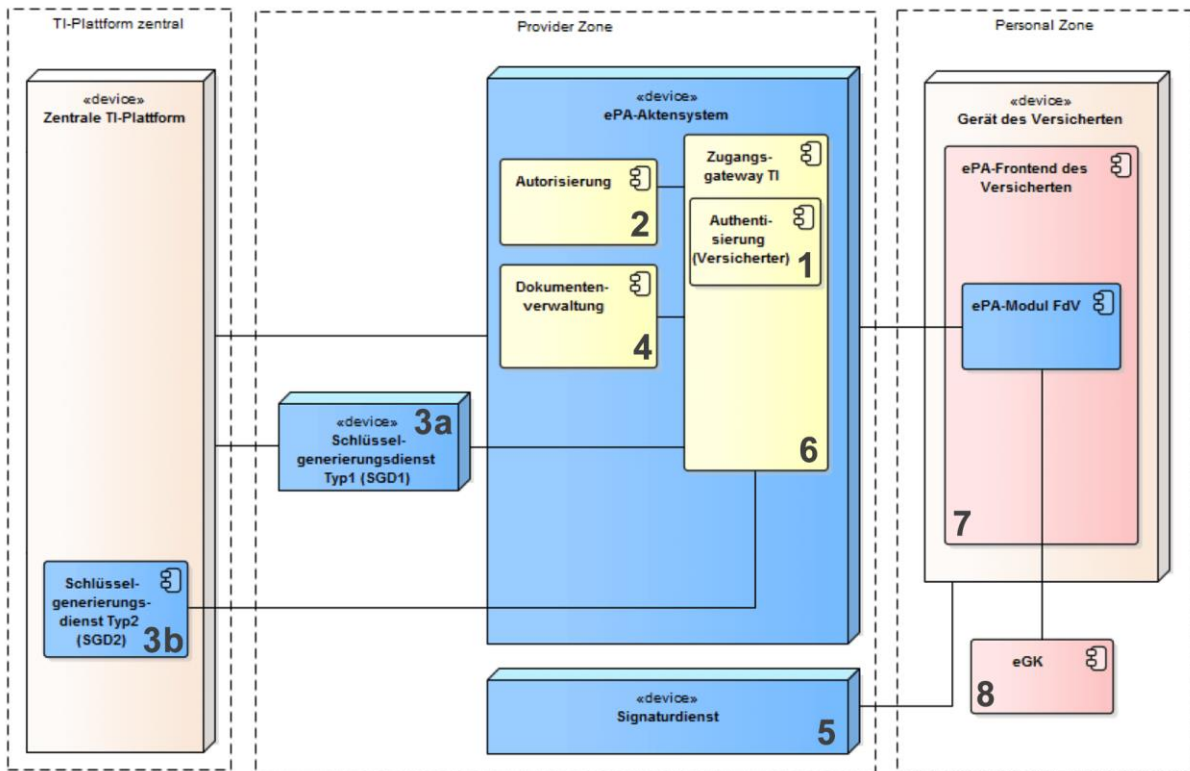 TI-Plattform zentral
«device»
Zentrale TI-Plattform
Schlüssel-
generierungs-
dienst Typ2
(SGD2)
3b
Provider Zone
«device»
ePA-Aktensystem
Autorisierung
2
Zugangs-
gateway TI
Authenti-
sierung
(Versicherter)
1
Dokumenten-
verwaltung
4
6
«device»
3a
Schlüssel-
generierungsdienst
Typ1 (SGD1)
«device»
Signaturdienst
5
Personal Zone
«device»
Gerät des Versicherten
ePA-Frontend des
Versicherten
ePA-Modul FdV
7
eGK
8